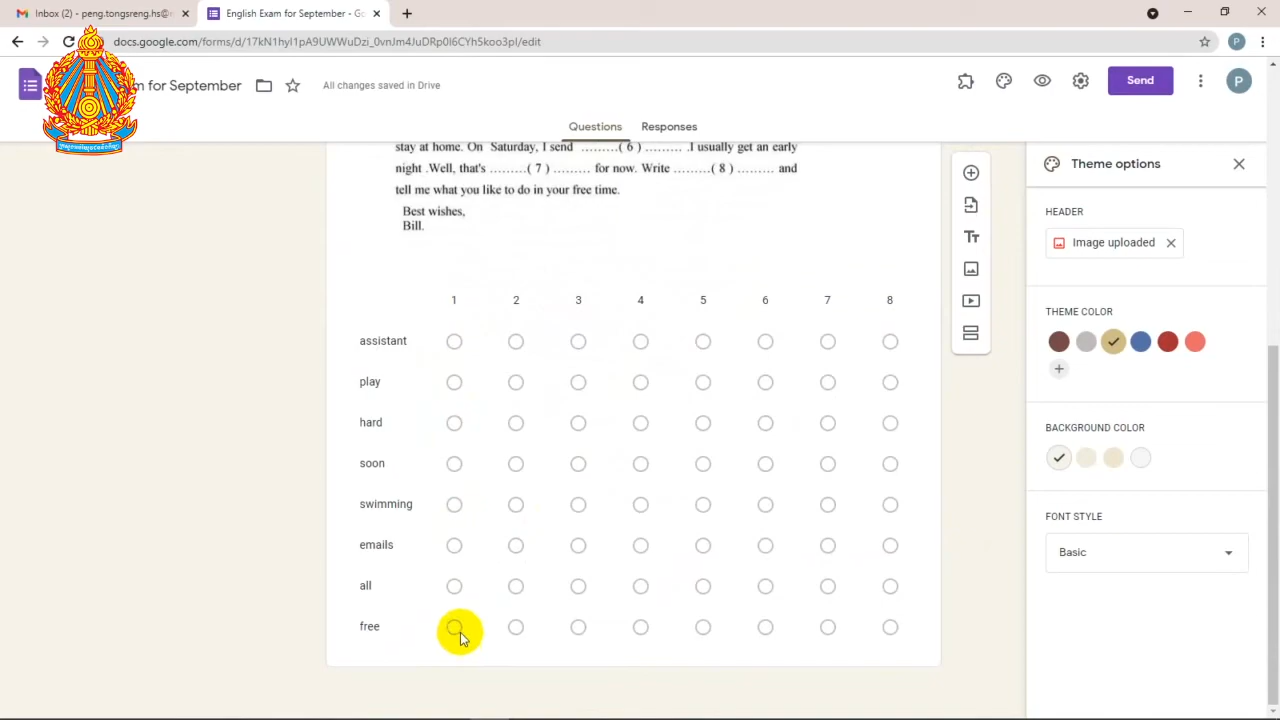 Inbox (2) - peng.tongsreng.hs@
English Exam for September - Go
docs.google.com/forms/d/17kN1hyI1pA9UWWuDzi_0vnJm4JuDRp0I6CYh5koo3pI/edit
P
m for September
All changes saved in Drive
Send
P
Questions
Responses
stay at home. On Saturday, I send .........( 6 ) ......... .I usually get an early
night .Well, that's .........( 7 ) ......... for now. Write .........( 8 ) ......... and
tell me what you like to do in your free time.
Best wishes,
Bill.
1 2 3 4 5 6 7 8
assistant
play
hard
soon
swimming
emails
all
free
Theme options
HEADER
Image uploaded
THEME COLOR
BACKGROUND COLOR
FONT STYLE
Basic